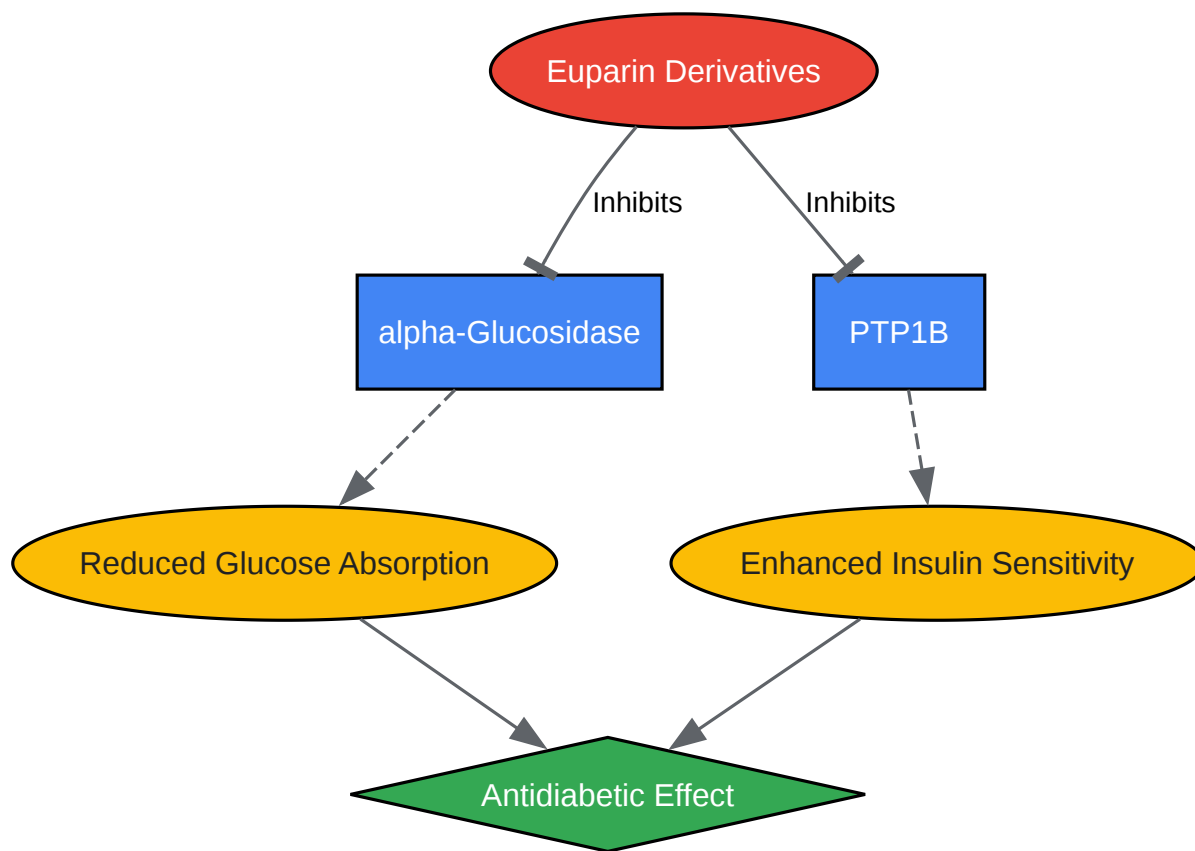 Euparin Derivatives
Inhibits
Inhibits
alpha-Glucosidase
PTP1B
Reduced Glucose Absorption
Enhanced Insulin Sensitivity
Antidiabetic Effect